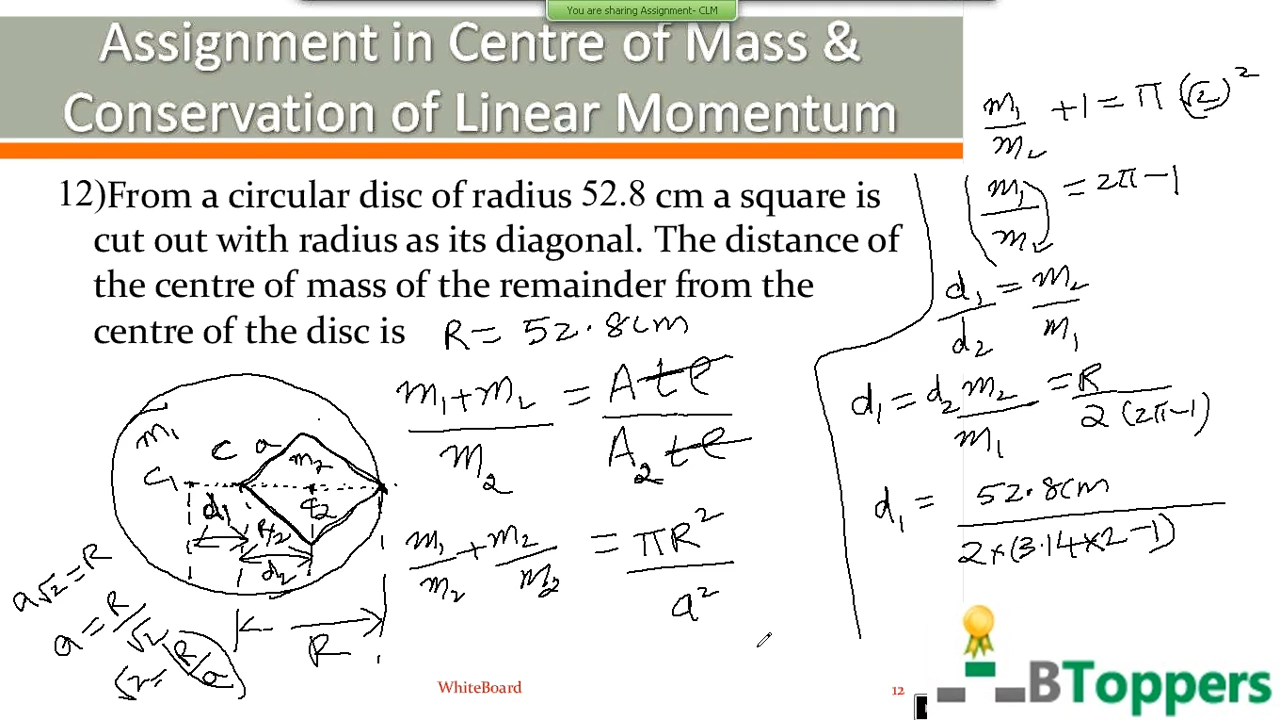 You are sharing Assignment- CLM
Assignment in Centre of Mass &
Conservation of Linear Momentum
12)From a circular disc of radius 52.8 cm a square is
cut out with radius as its diagonal. The distance of
the centre of mass of the remainder from the
centre of the disc is
R = 52.8cm
m1
C1
C
a
m2
C2
d1
R/2
d2
R
a√2 = R
a = R/√2
√2 = R/a
m1+m2 / m2 = A t ρ / A2 t ρ
m1/m2 + m2/m2 = πR² / a²
m1/m2 + 1 = π (√2)²
(m1/m2) = 2π-1
d1/d2 = m2/m1
d1 = d2 m2/m1 = R / 2(2π-1)
d1 = 52.8cm / 2×(3.14×2-1)
WhiteBoard
12
BToppers